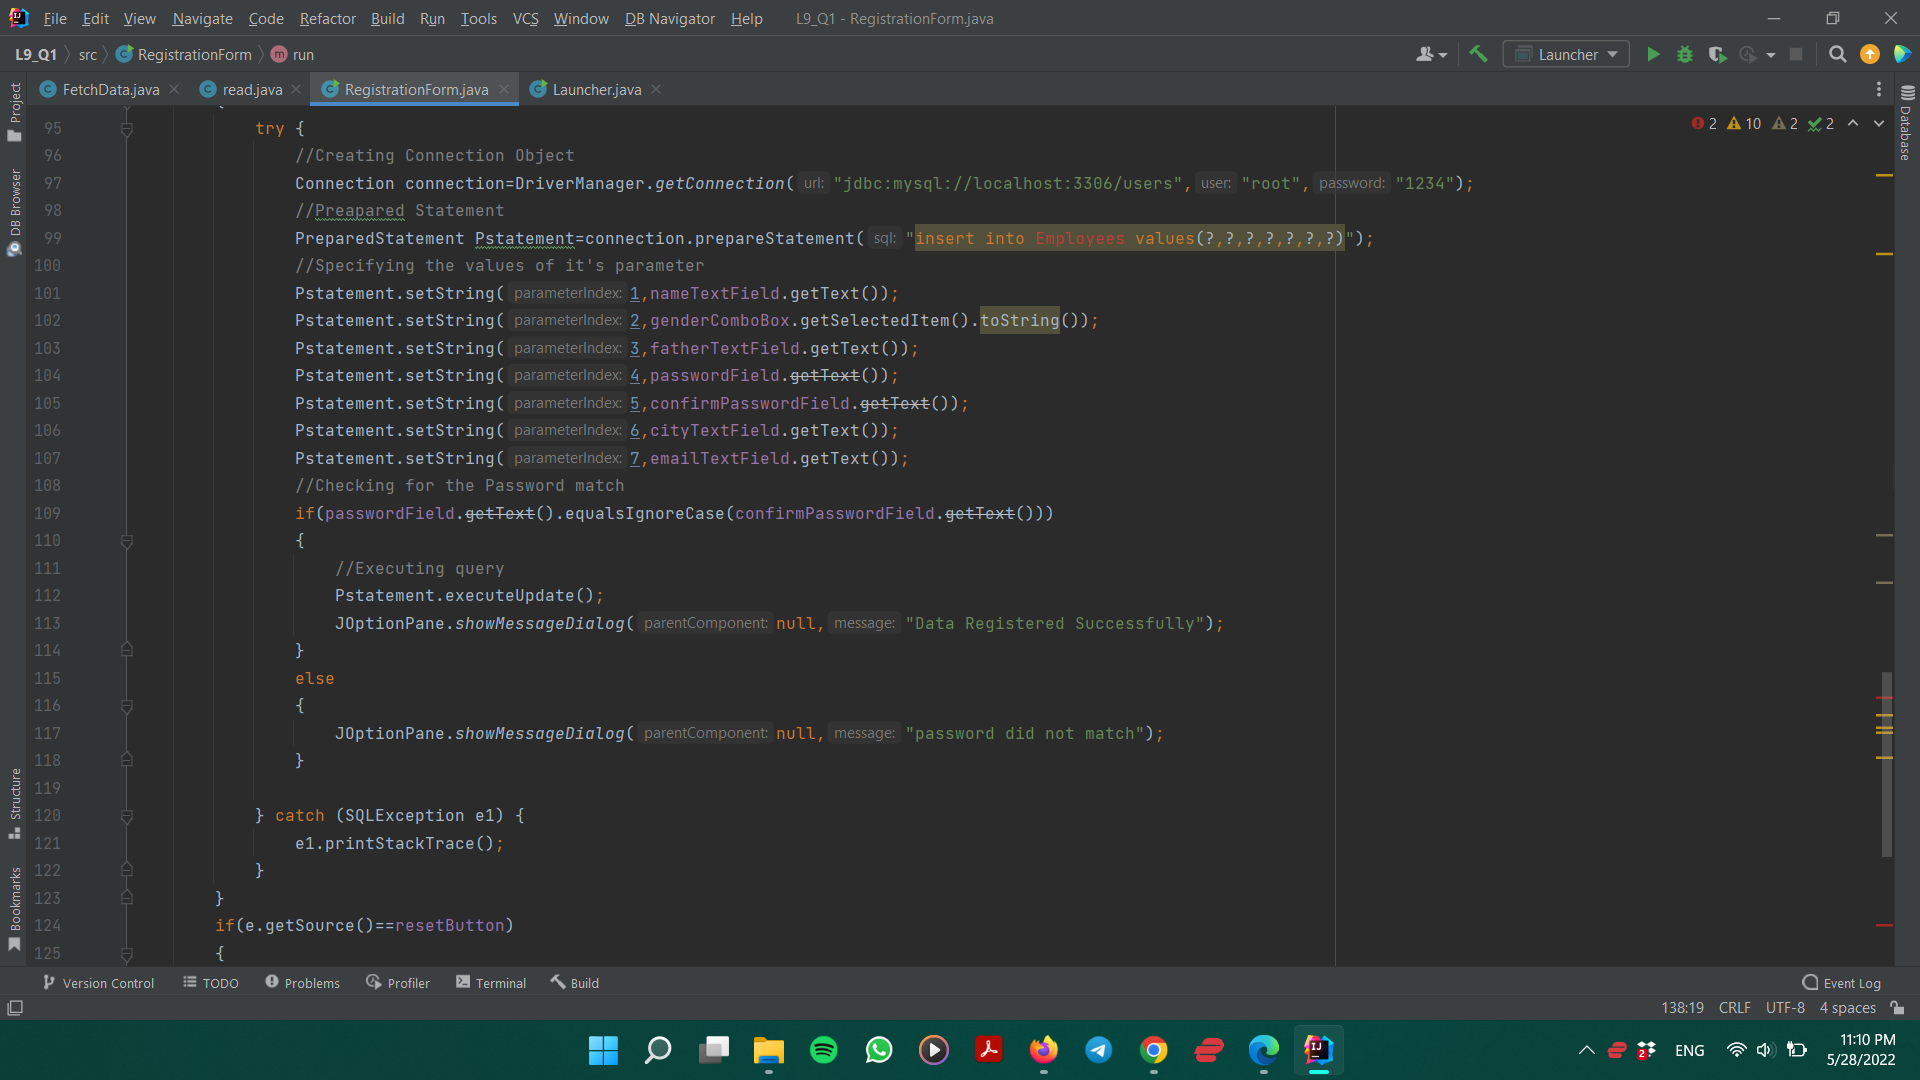 File Edit View Navigate Code Refactor Build Run Tools VCS Window DB Navigator Help L9_Q1 - RegistrationForm.java
L9_Q1 src RegistrationForm run Launcher
FetchData.java read.java RegistrationForm.java Launcher.java
95 try {
96 //Creating Connection Object
97 Connection connection=DriverManager.getConnection( url: "jdbc:mysql://localhost:3306/users", user: "root", password: "1234");
98 //Preapared Statement
99 PreparedStatement Pstatement=connection.prepareStatement( sql: "insert into Employees values(?,?,?,?,?,?,?)");
100 //Specifying the values of it's parameter
101 Pstatement.setString( parameterIndex: 1,nameTextField.getText());
102 Pstatement.setString( parameterIndex: 2,genderComboBox.getSelectedItem().toString());
103 Pstatement.setString( parameterIndex: 3,fatherTextField.getText());
104 Pstatement.setString( parameterIndex: 4,passwordField.getText());
105 Pstatement.setString( parameterIndex: 5,confirmPasswordField.getText());
106 Pstatement.setString( parameterIndex: 6,cityTextField.getText());
107 Pstatement.setString( parameterIndex: 7,emailTextField.getText());
108 //Checking for the Password match
109 if(passwordField.getText().equalsIgnoreCase(confirmPasswordField.getText()))
110 {
111 //Executing query
112 Pstatement.executeUpdate();
113 JOptionPane.showMessageDialog( parentComponent: null, message: "Data Registered Successfully");
114 }
115 else
116 {
117 JOptionPane.showMessageDialog( parentComponent: null, message: "password did not match");
118 }
119
120 } catch (SQLException e1) {
121 e1.printStackTrace();
122 }
123 }
124 if(e.getSource()==resetButton)
125 {
2 10 2 2
Project
DB Browser
Structure
Bookmarks
Database
Version Control TODO Problems Profiler Terminal Build Event Log
138:19 CRLF UTF-8 4 spaces
2 ENG 11:10 PM
5/28/2022